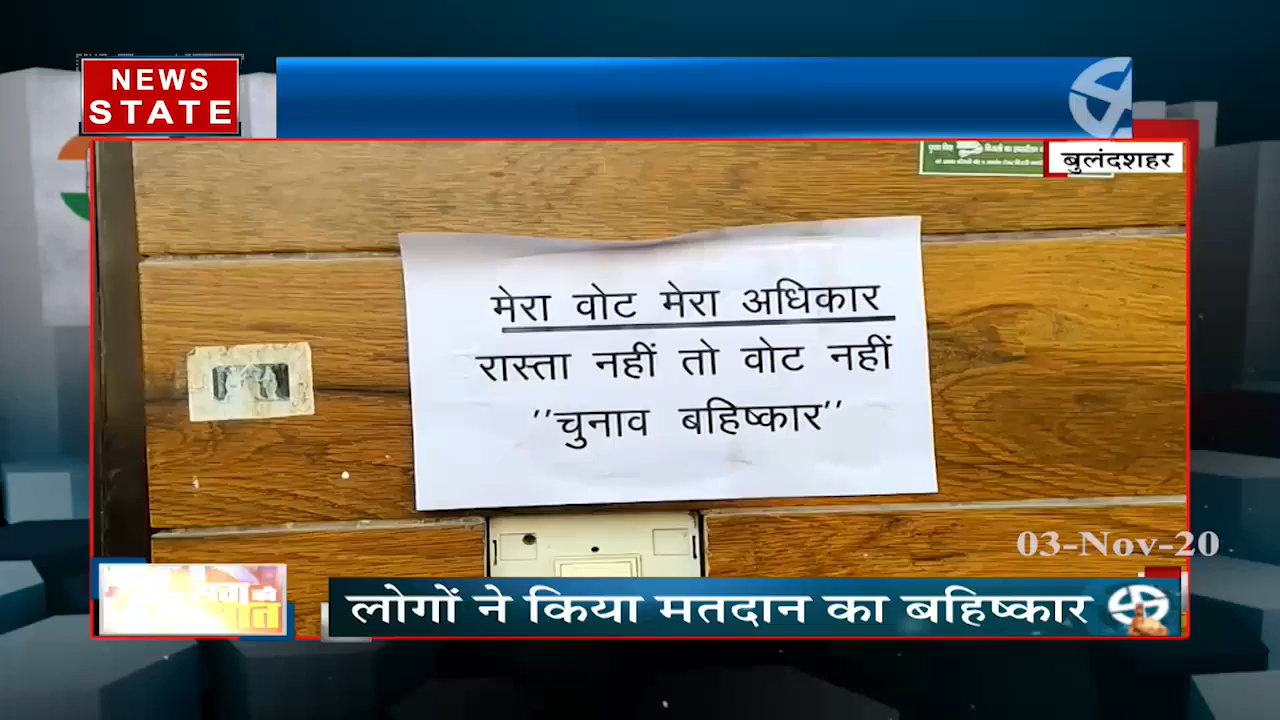 NEWS
STATE
बुलंदशहर
मेरा वोट मेरा अधिकार
रास्ता नहीं तो वोट नहीं
"चुनाव बहिष्कार"
03-Nov-20
लोगों ने किया मतदान का बहिष्कार